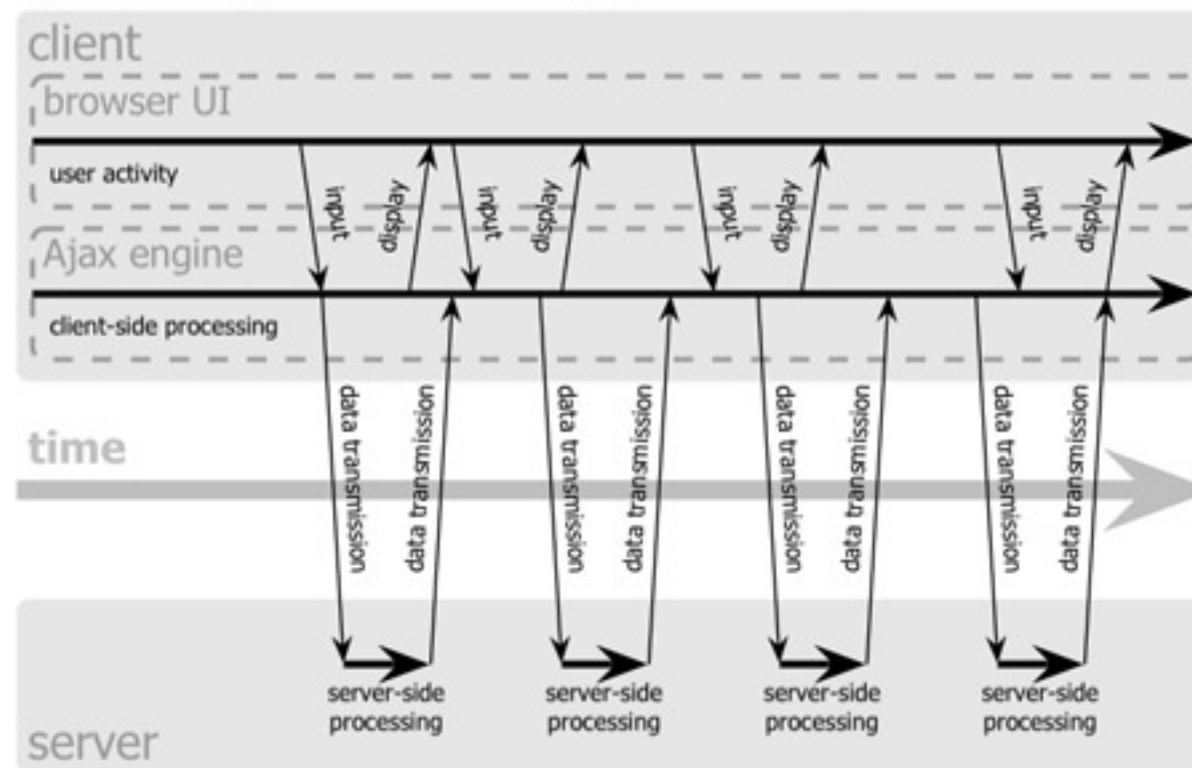 client
browser UI
user activity
input
display
input
display
input
display
input
display
Ajax engine
client-side processing
data transmission
data transmission
data transmission
data transmission
data transmission
data transmission
data transmission
data transmission
time
server-side
processing
server-side
processing
server-side
processing
server-side
processing
server